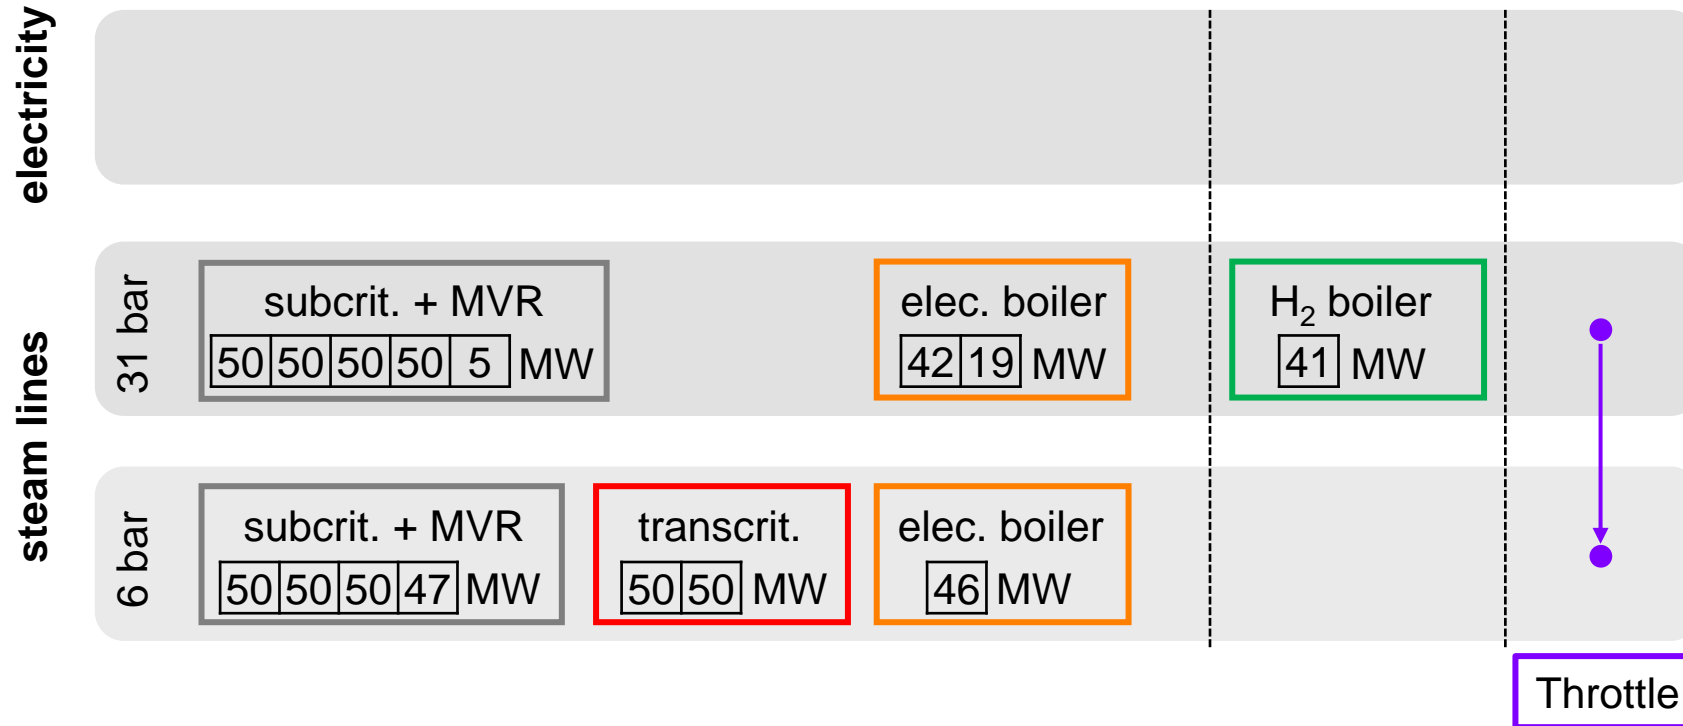 electricity
steam lines
31 bar
subcrit. + MVR
50 50 50 50 5 MW
elec. boiler
42 19 MW
H₂ boiler
41 MW
6 bar
subcrit. + MVR
50 50 50 47 MW
transcrit.
50 50 MW
elec. boiler
46 MW
Throttle